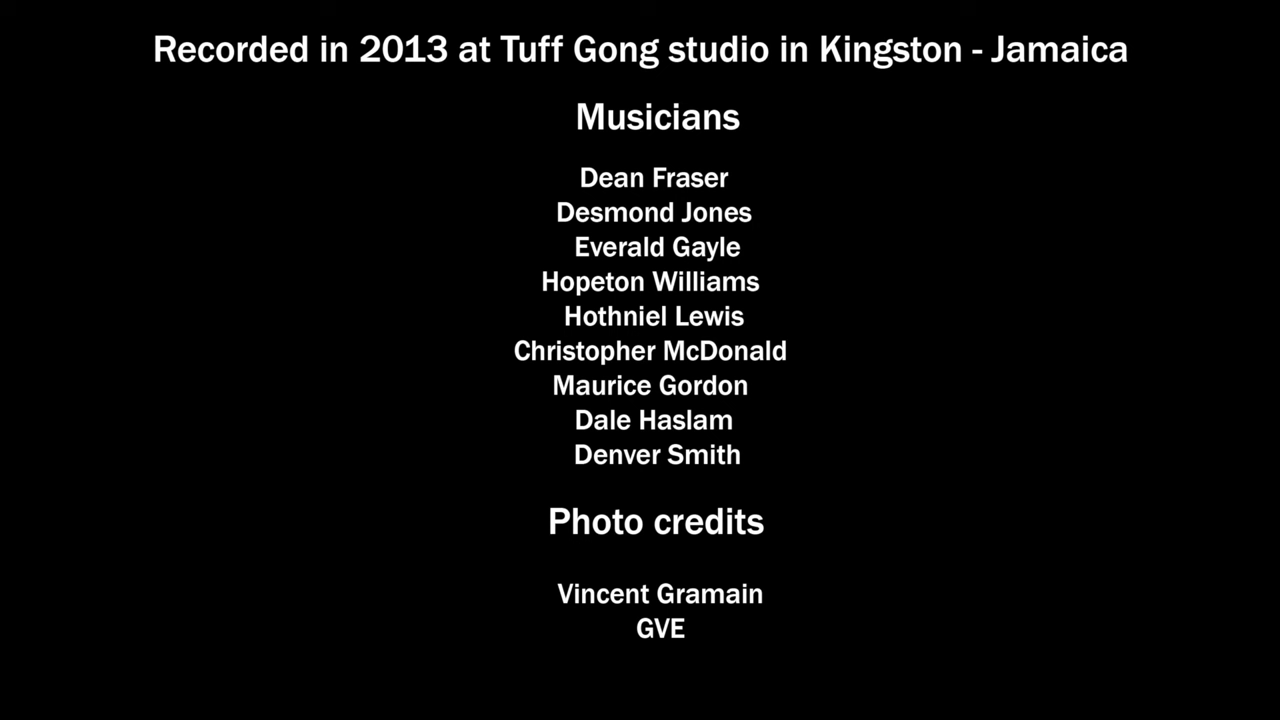 Recorded in 2013 at Tuff Gong studio in Kingston - Jamaica
Musicians
Dean Fraser
Desmond Jones
Everald Gayle
Hopeton Williams
Hothniel Lewis
Christopher McDonald
Maurice Gordon
Dale Haslam
Denver Smith
Photo credits
Vincent Gramain
GVE